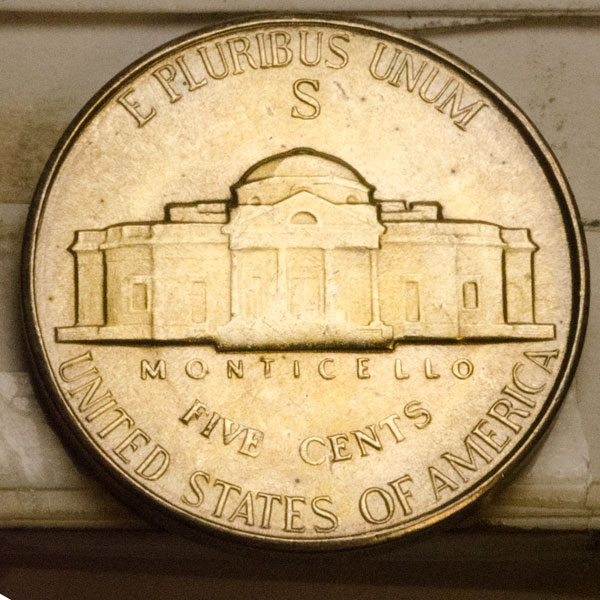 E PLURIBUS UNUM
S
MONTICELLO
FIVE CENTS
UNITED STATES OF AMERICA